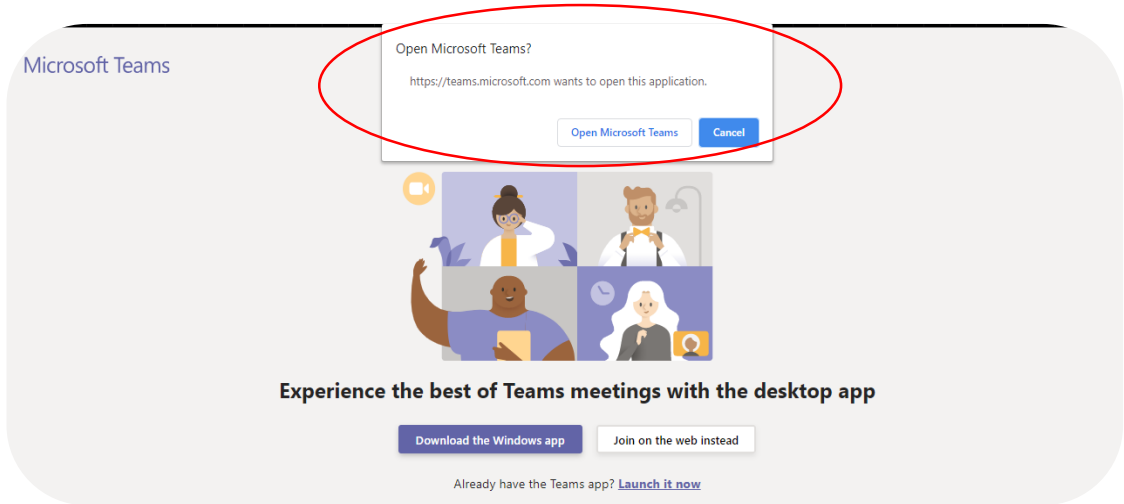 Open Microsoft Teams?
https://teams.microsoft.com wants to open this application.
Open Microsoft Teams
Cancel
Microsoft Teams
Experience the best of Teams meetings with the desktop app
Download the Windows app
Join on the web instead
Already have the Teams app? Launch it now